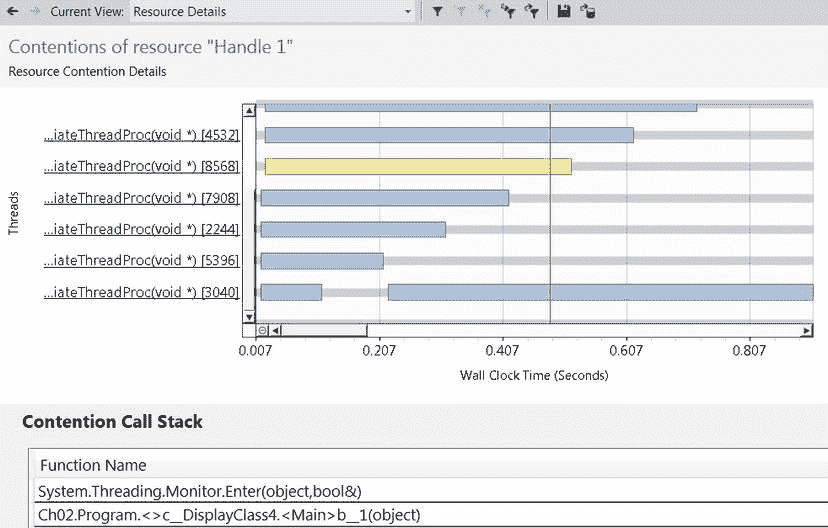 Current View: Resource Details
Contentions of resource "Handle 1"
Resource Contention Details
Threads
...iateThreadProc(void *) [4532]
...iateThreadProc(void *) [8568]
...iateThreadProc(void *) [7908]
...iateThreadProc(void *) [2244]
...iateThreadProc(void *) [5396]
...iateThreadProc(void *) [3040]
0.007 0.207 0.407 0.607 0.807
Wall Clock Time (Seconds)
Contention Call Stack
Function Name
System.Threading.Monitor.Enter(object,bool&)
Ch02.Program.<>c__DisplayClass4.<Main>b__1(object)